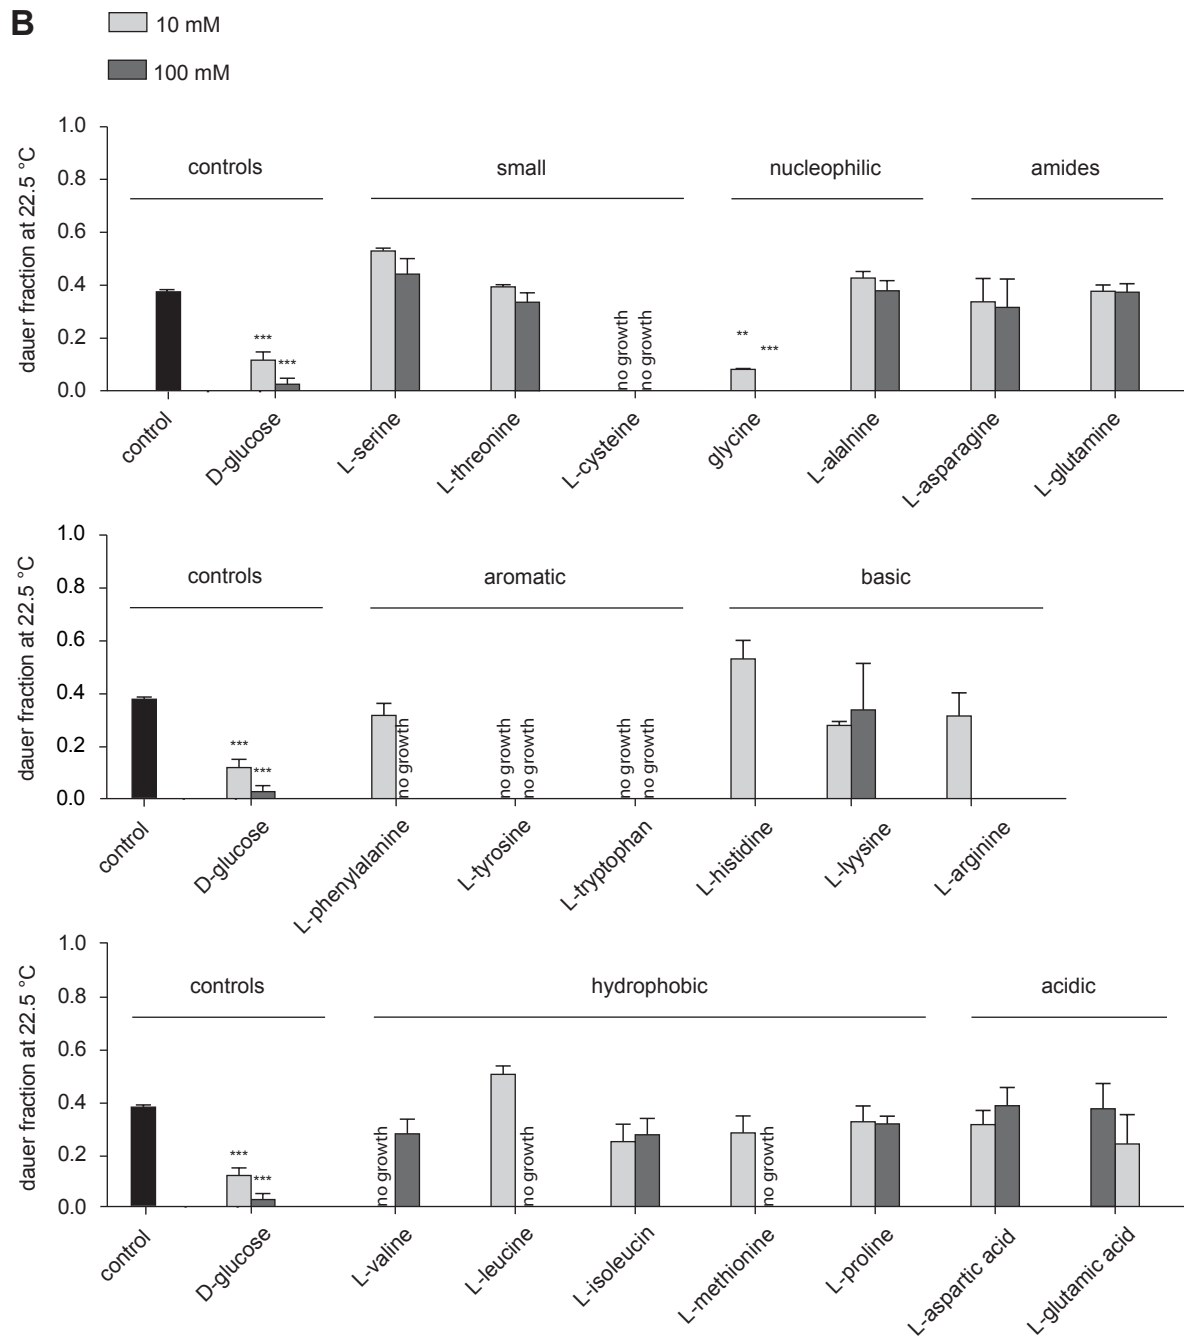 B
10 mM
100 mM
dauer fraction at 22.5 °C
1.0
0.8
0.6
0.4
0.2
0.0
controls
small
nucleophilic
amides
***
***
no growth
no growth
**
***
control
D-glucose
L-serine
L-threonine
L-cysteine
glycine
L-alalnine
L-asparagine
L-glutamine
dauer fraction at 22.5 °C
1.0
0.8
0.6
0.4
0.2
0.0
controls
aromatic
basic
***
***
no growth
no growth
no growth
no growth
no growth
control
D-glucose
L-phenylalanine
L-tyrosine
L-tryptophan
L-histidine
L-lyysine
L-arginine
dauer fraction at 22.5 °C
1.0
0.8
0.6
0.4
0.2
0.0
controls
hydrophobic
acidic
***
***
no growth
no growth
no growth
control
D-glucose
L-valine
L-leucine
L-isoleucin
L-methionine
L-proline
L-aspartic acid
L-glutamic acid